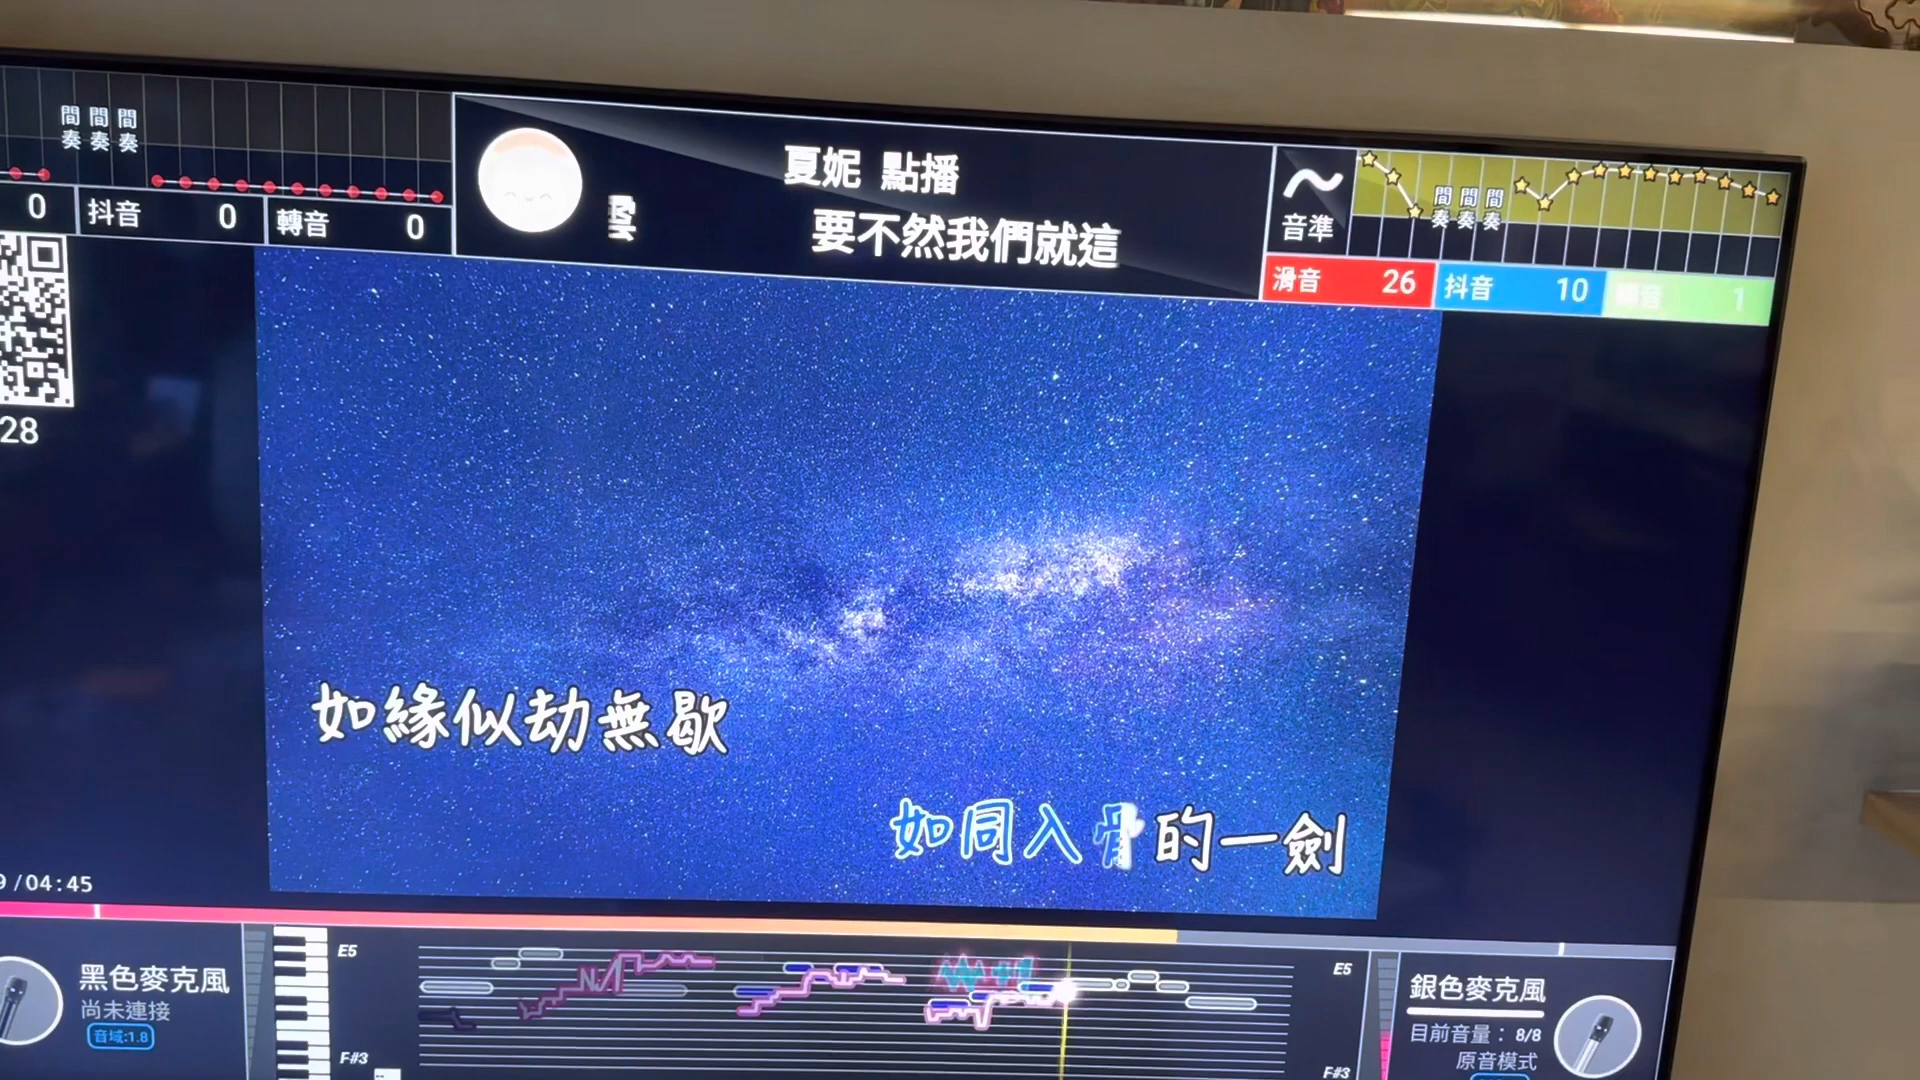 間奏 間奏 間奏
0 抖音 0 轉音 0
夏妮 點播
要不然我們就這
音準
間奏 間奏 間奏
滑音 26 抖音 10 轉音 1
28
如緣似劫無歇
如同入骨的一劍
/04:45
黑色麥克風
尚未連接
音域:1.8
E5
F#3
E5
F#3
銀色麥克風
目前音量：8/8
原音模式